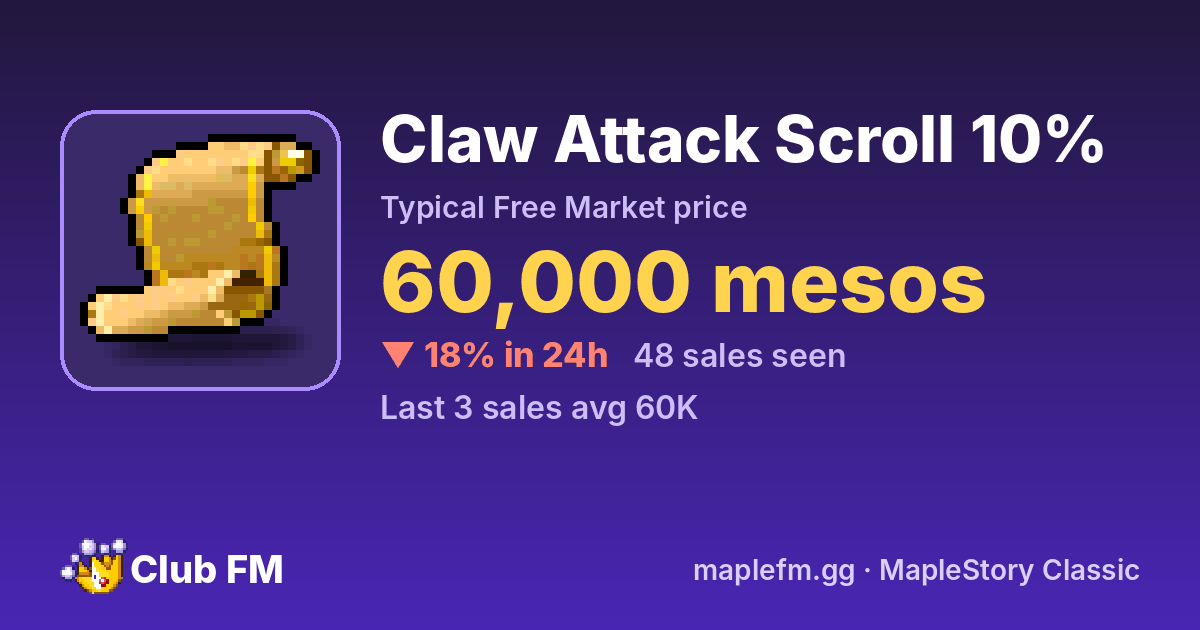 Claw Attack Scroll 10%
Typical Free Market price
60,000 mesos
▼ 18% in 24h 48 sales seen
Last 3 sales avg 60K
Club FM
maplefm.gg · MapleStory Classic